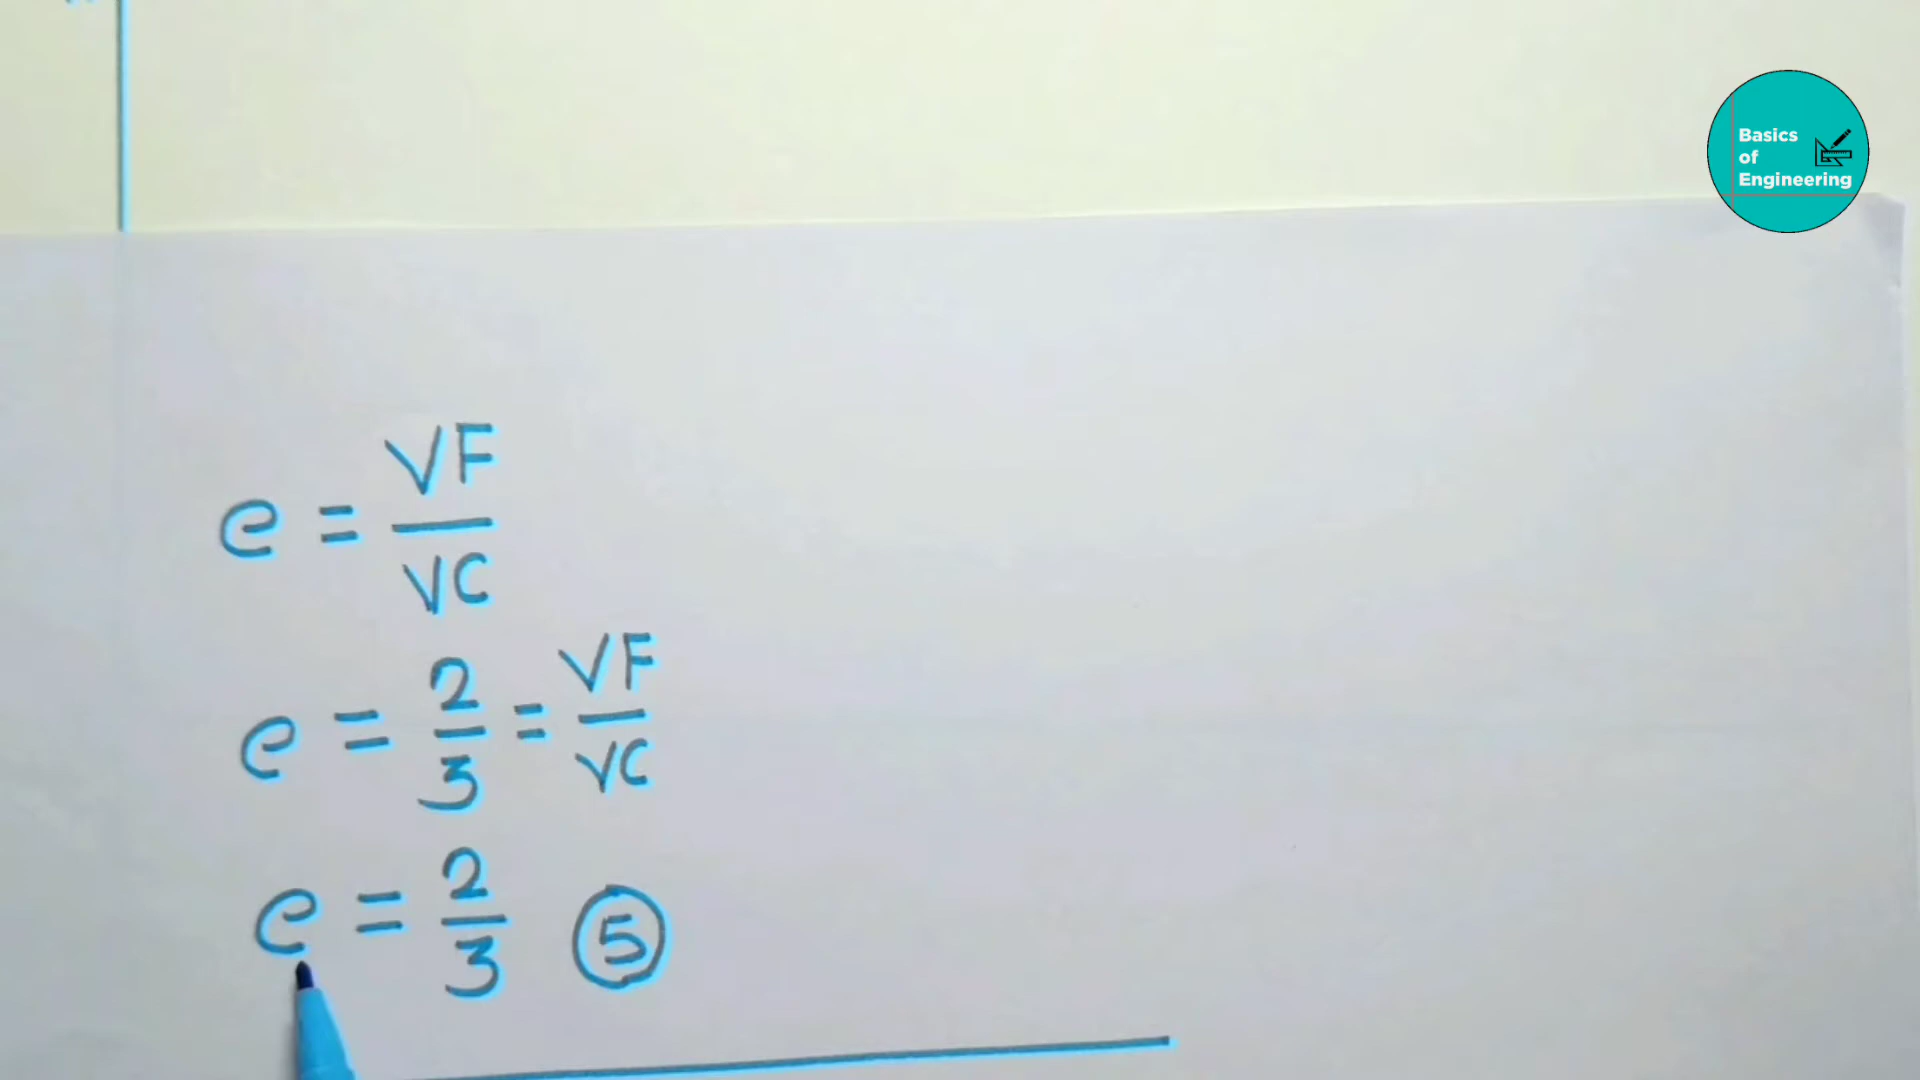 Basics
of
Engineering
e = VF/VC
e = 2/3 = VF/VC
e = 2/3 ⑤